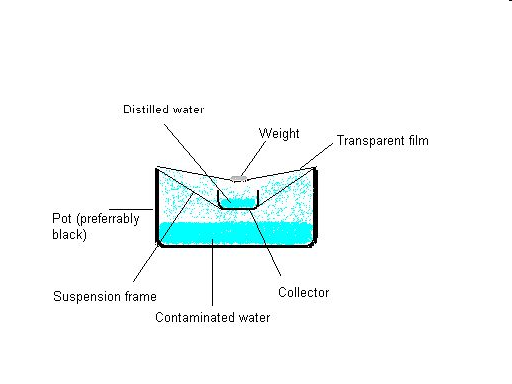 Distilled water
Weight
Transparent film
Pot (preferrably
black)
Suspension frame
Collector
Contaminated water